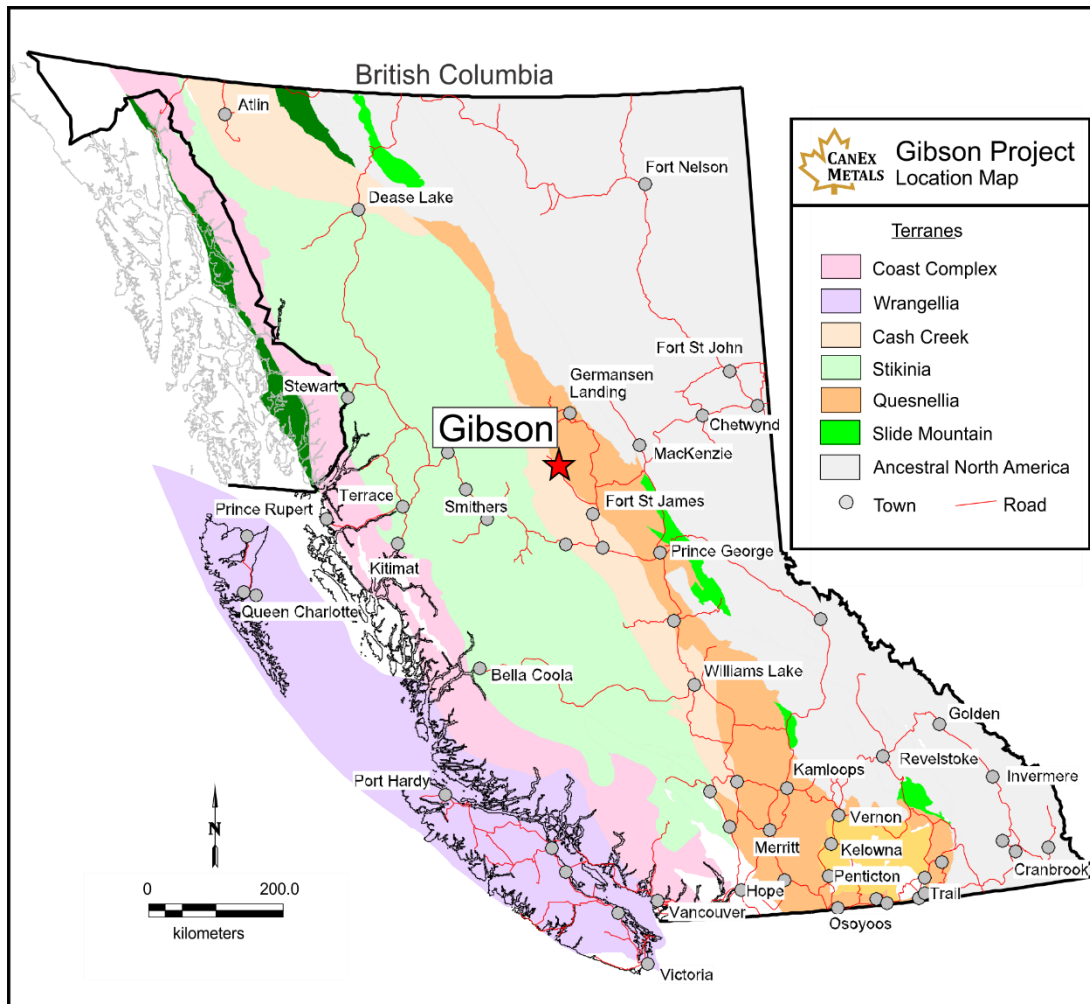 British Columbia
Atlin
Fort Nelson
Dease Lake
Fort St John
Germansen
Landing
Stewart
Chetwynd
Gibson
MacKenzie
Terrace
Fort St James
Smithers
Prince Rupert
Prince George
Kitimat
Queen Charlotte
Bella Coola
Williams Lake
Golden
Revelstoke
Port Hardy
Kamloops
Invermere
Vernon
Merritt
Kelowna
Cranbrook
Penticton
Hope
Trail
Vancouver
Osoyoos
Victoria
N
0 200.0
kilometers
CANEX
METALS
Gibson Project
Location Map
Terranes
Coast Complex
Wrangellia
Cash Creek
Stikinia
Quesnellia
Slide Mountain
Ancestral North America
Town Road